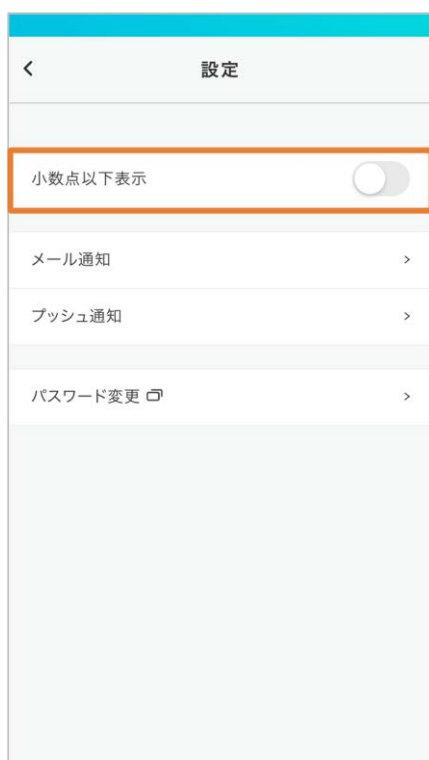 設定
小数点以下表示
メール通知
プッシュ通知
パスワード変更